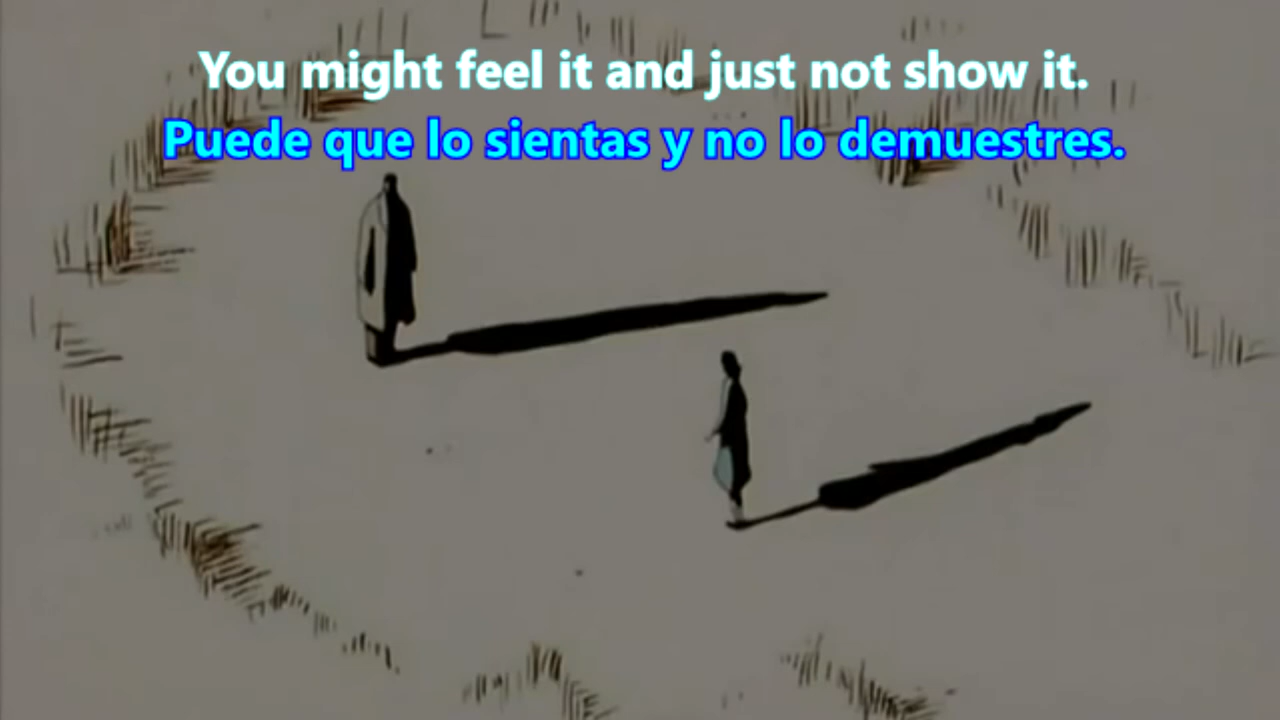 You might feel it and just not show it.
Puede que lo sientas y no lo demuestres.